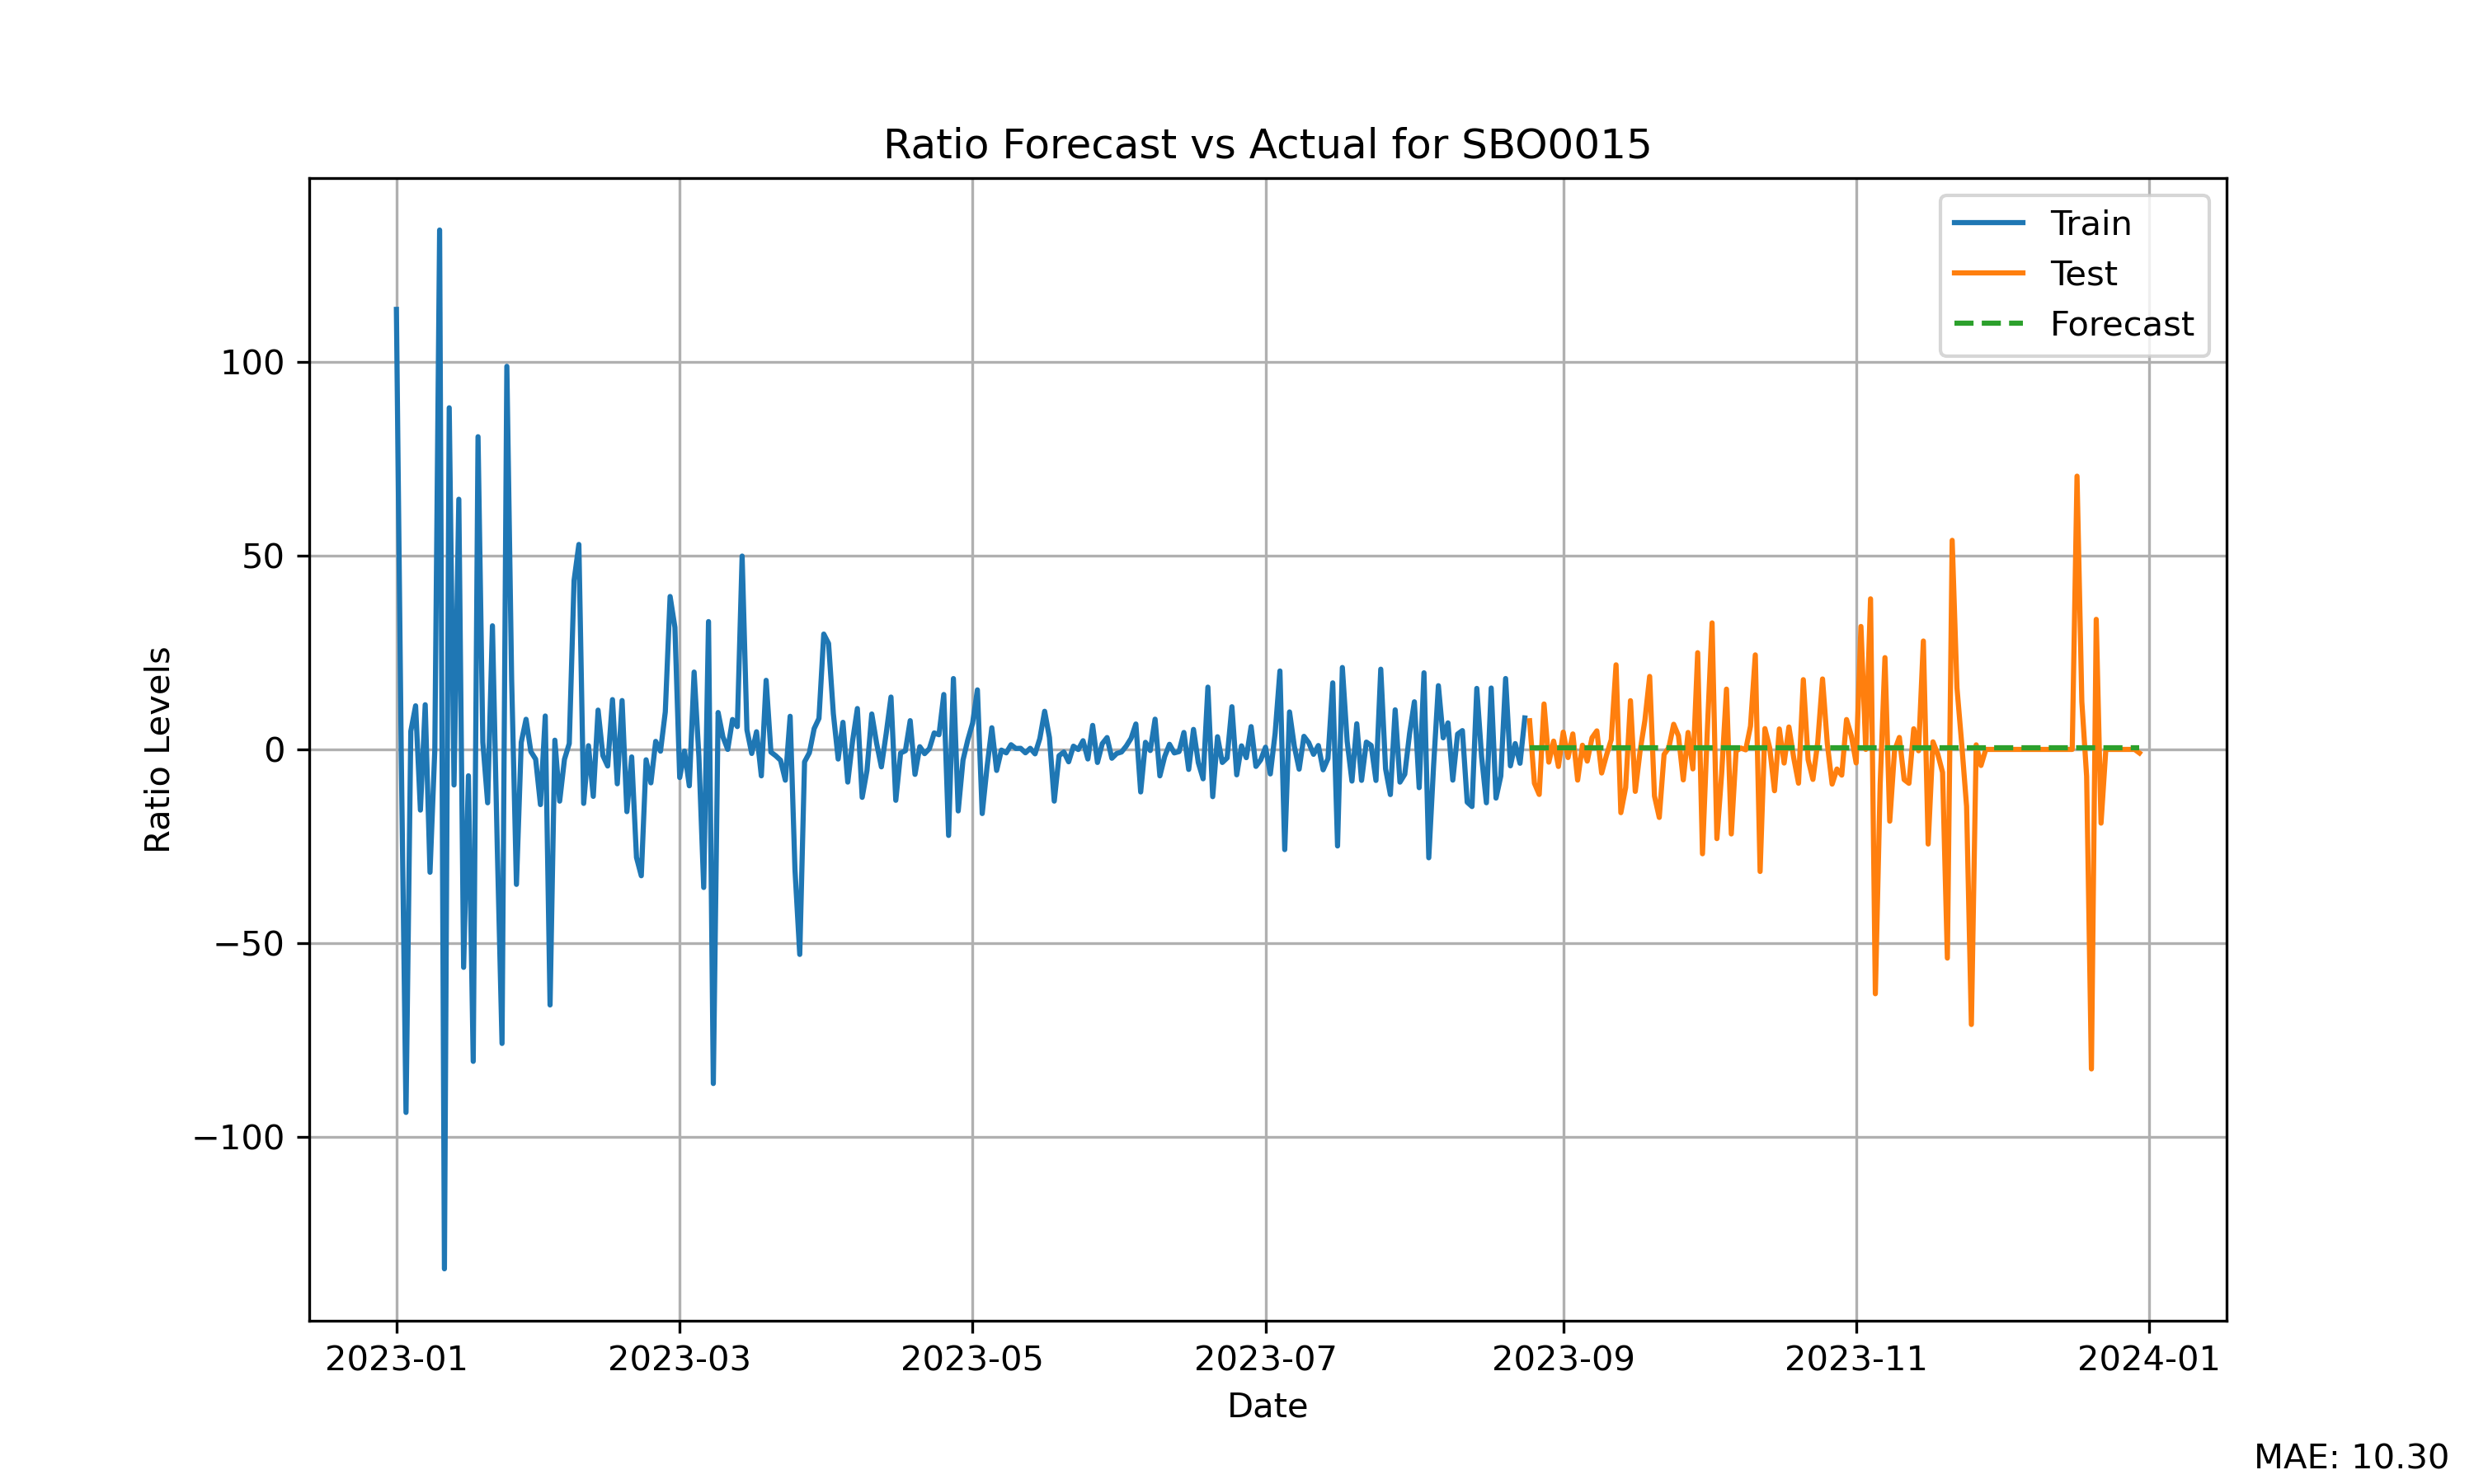 Ratio Forecast vs Actual for SBO0015
Train
Test
Forecast
Ratio Levels
100
50
0
−50
−100
2023-01
2023-03
2023-05
2023-07
2023-09
2023-11
2024-01
Date
MAE: 10.30